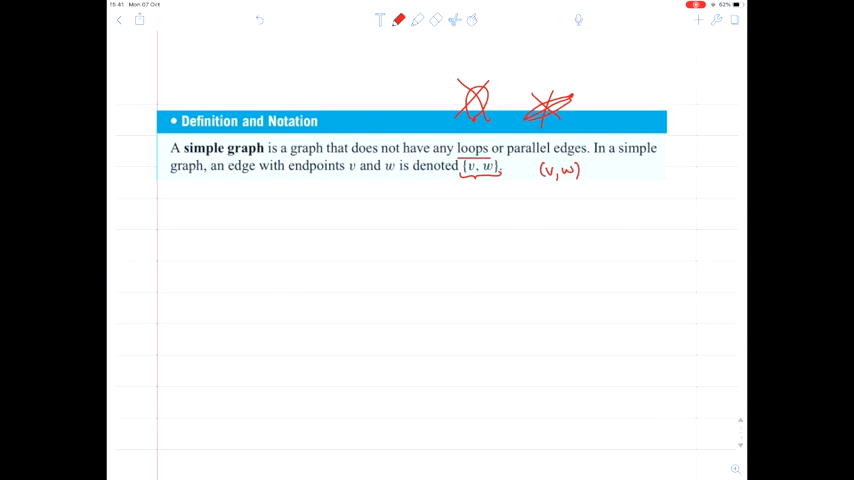 15:41 Mon 07 Oct
62%
T
• Definition and Notation
A simple graph is a graph that does not have any loops or parallel edges. In a simple
graph, an edge with endpoints v and w is denoted {v, w}.
(v,w)